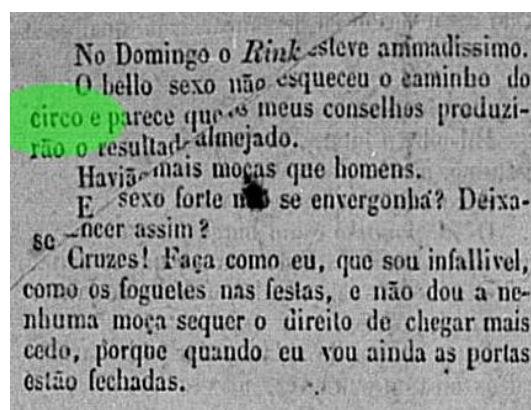 No Domingo o Rink esteve animadissimo.
O bello sexo não esqueceu o caminho do
circo e parece que os meus conselhos produzi-
rão o resultado almejado.
Havião mais moças que homens.
E sexo forte não se envergonha? Deixa-
se vencer assim?
Cruzes! Faça como eu, que sou infallivel,
como os foguetes nas festas, e não dou a ne-
nhuma moça sequer o direito de chegar mais
cedo, porque quando eu vou ainda as portas
estão fechadas.